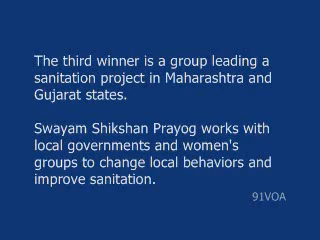 The third winner is a group leading a
sanitation project in Maharashtra and
Gujarat states.
Swayam Shikshan Prayog works with
local governments and women's
groups to change local behaviors and
improve sanitation.
91VOA